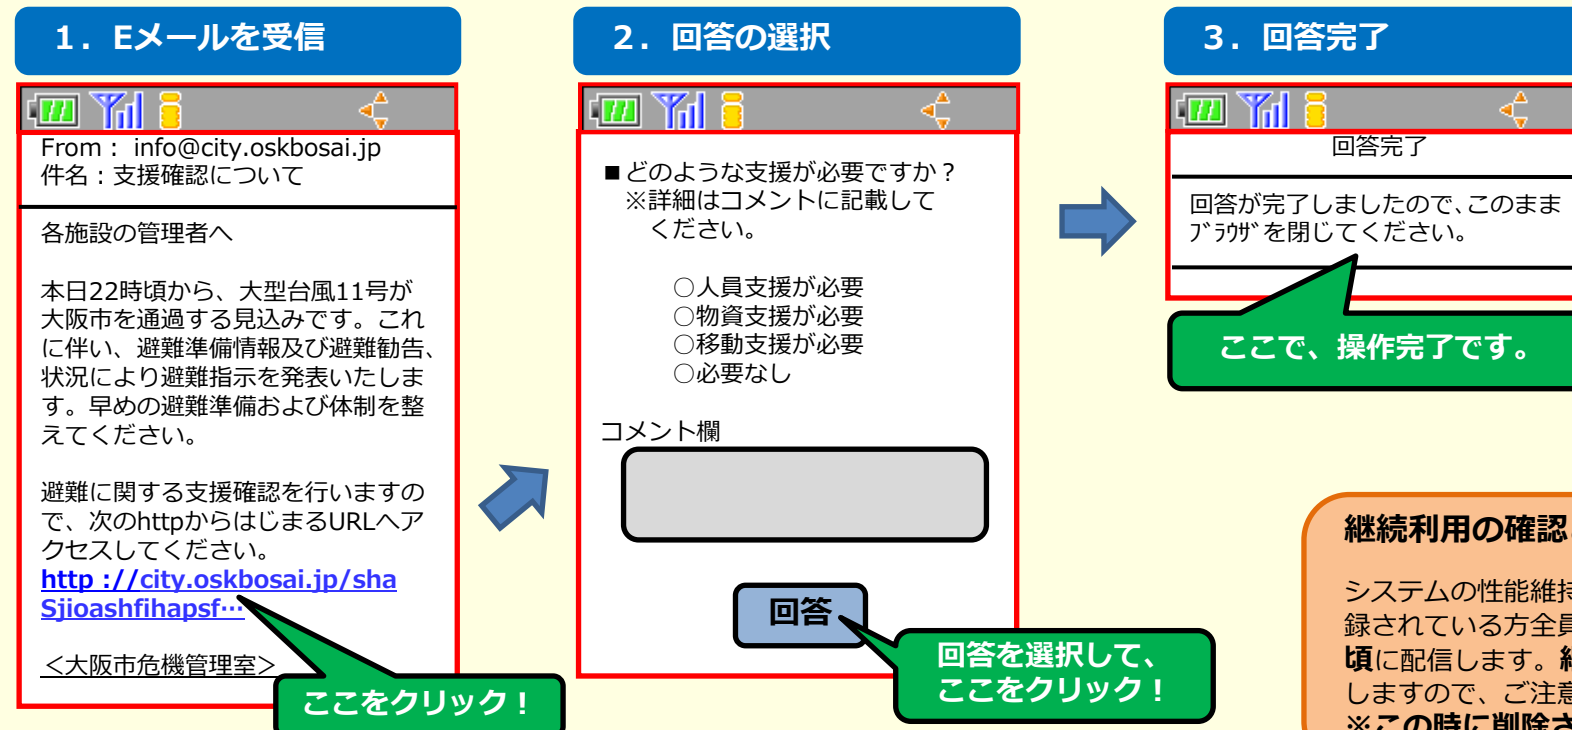 1．Eメールを受信
From： info@city.oskbosai.jp
件名：支援確認について
各施設の管理者へ
本日22時頃から、大型台風11号が
大阪市を通過する見込みです。これ
に伴い、避難準備情報及び避難勧告、
状況により避難指示を発表いたしま
す。早めの避難準備および体制を整
えてください。
避難に関する支援確認を行いますの
で、次のhttpからはじまるURLへア
クセスしてください。
http ://city.oskbosai.jp/sha
Sjioashfihapsf…
＜大阪市危機管理室＞
ここをクリック！
2．回答の選択
■どのような支援が必要ですか？
※詳細はコメントに記載して
ください。
○人員支援が必要
○物資支援が必要
○移動支援が必要
○必要なし
コメント欄
回答
回答を選択して、
ここをクリック！
3．回答完了
回答完了
回答が完了しましたので、このまま
ﾌﾞﾗｳｻﾞを閉じてください。
ここで、操作完了です。
継続利用の確認
システムの性能維持
録されている方全員
頃に配信します。
しますので、ご注意
※この時に削除さ